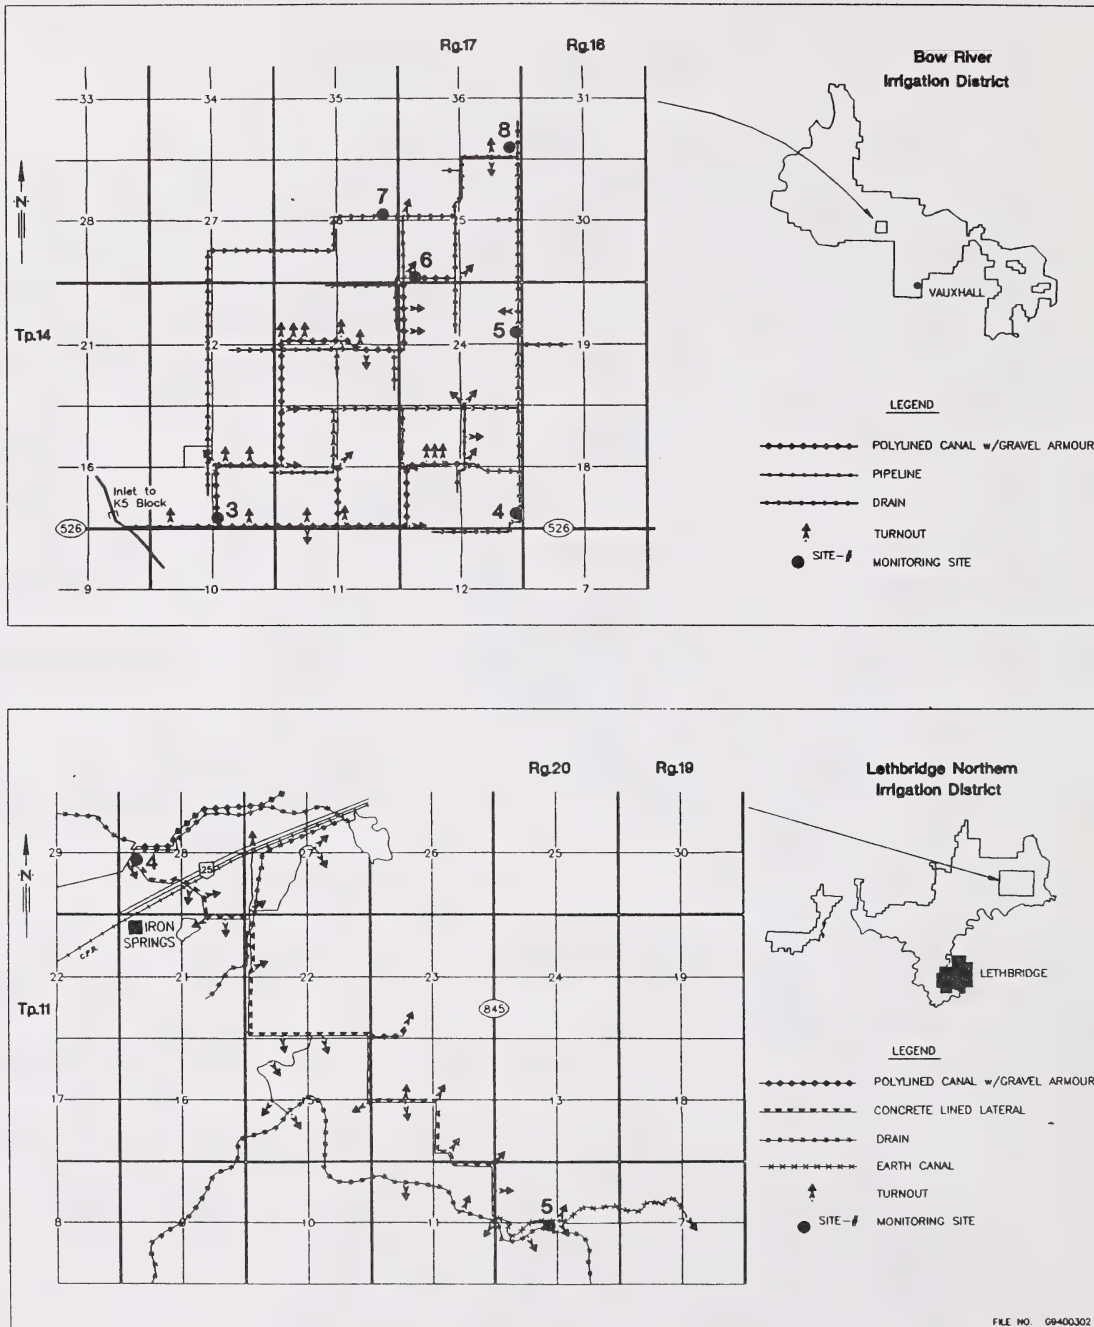 Rg.17 Rg.16
Bow River
Irrigation District
33 34 35 36 31
8
N
7
28 27 26 25 30
6
VAUXHALL
5
Tp.14
21 22 24 19
LEGEND
POLYLINED CANAL w/GRAVEL ARMOUR
16 18
PIPELINE
Inlet to
K5 Block
DRAIN
3 4
526 526
TURNOUT
SITE-#
MONITORING SITE
9 10 11 12 7
Rg.20 Rg.19
Lethbridge Northern
Irrigation District
N
29 28 27 26 25 30
4
25
IRON
SPRINGS
C.P.R.
22 21 22 23 24 19
LETHBRIDGE
Tp.11
845
LEGEND
POLYLINED CANAL w/GRAVEL ARMOUR
17 16 15 13 18
CONCRETE LINED LATERAL
DRAIN
EARTH CANAL
TURNOUT
5
8 9 10 11 7
SITE-#
MONITORING SITE
FILE NO. G9400302